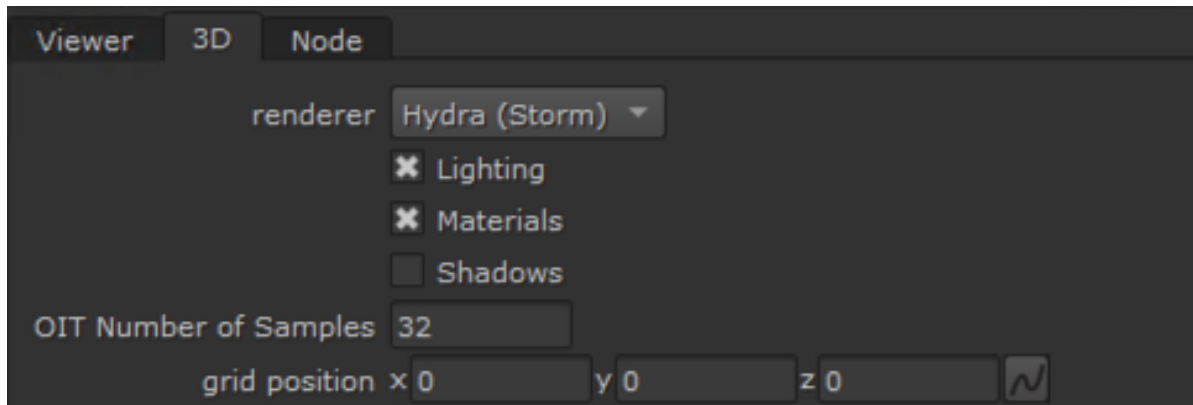 Viewer 3D Node
renderer Hydra (Storm)
Lighting
Materials
Shadows
OIT Number of Samples 32
grid position x 0 y 0 z 0